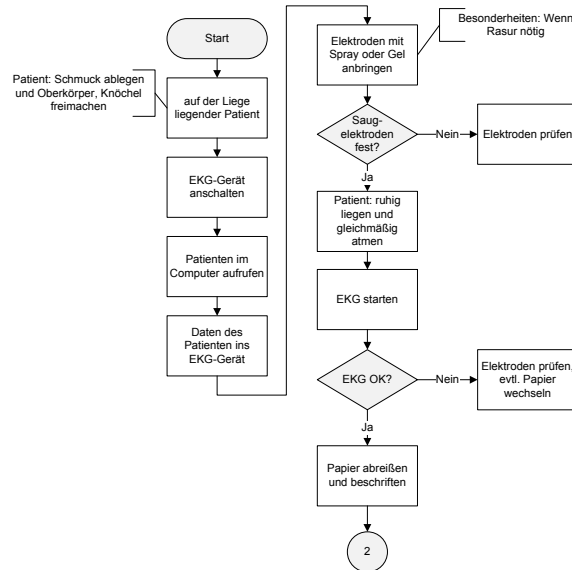 Start
Patient: Schmuck ablegen
und Oberkörper, Knöchel
freimachen
auf der Liege
liegender Patient
EKG-Gerät
anschalten
Patienten im
Computer aufrufen
Daten des
Patienten ins
EKG-Gerät
Elektroden mit
Spray oder Gel
anbringen
Besonderheiten: Wenn
Rasur nötig
Saug-
elektroden
fest?
Nein
Elektroden prüfen
Ja
Patient: ruhig
liegen und
gleichmäßig
atmen
EKG starten
EKG OK?
Nein
Elektroden prüfen,
evtl. Papier
wechseln
Ja
Papier abreißen
und beschriften
2